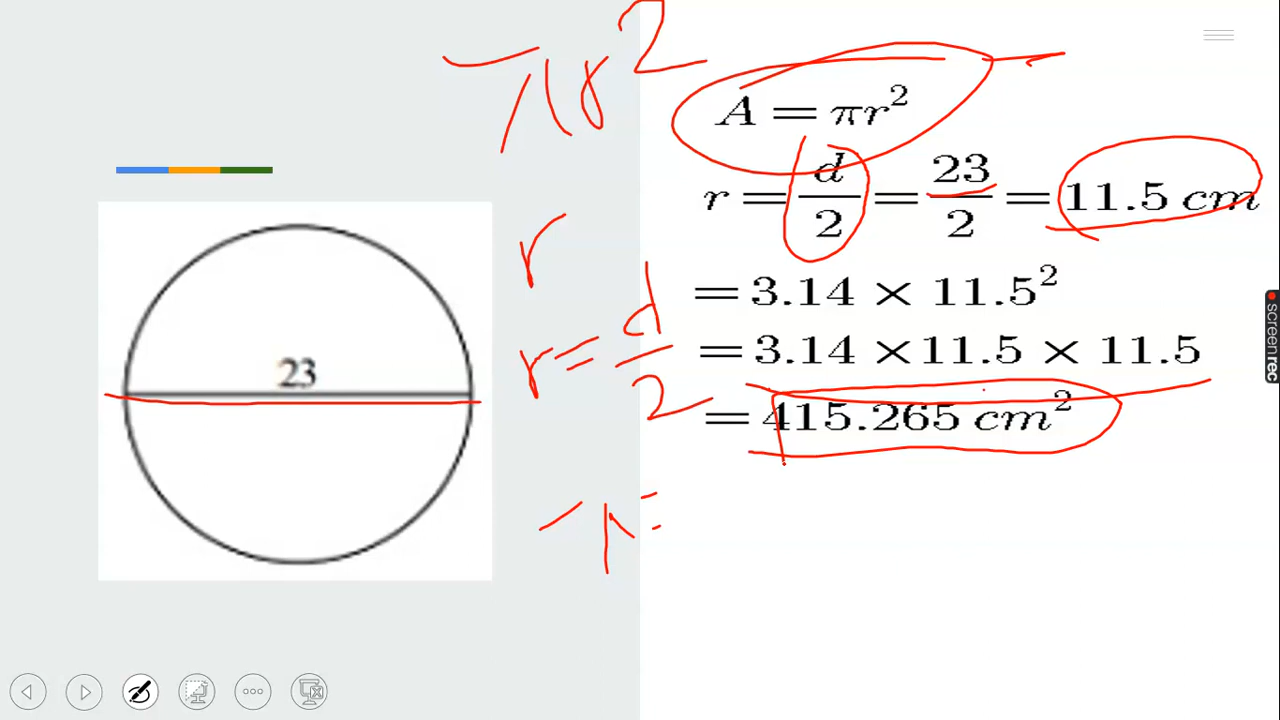 πr²
A = πr²
r = d/2 = 23/2 = 11.5 cm
r
= 3.14 × 11.5²
r = d/2
= 3.14 ×11.5 × 11.5
23
= 415.265 cm²
screenrec